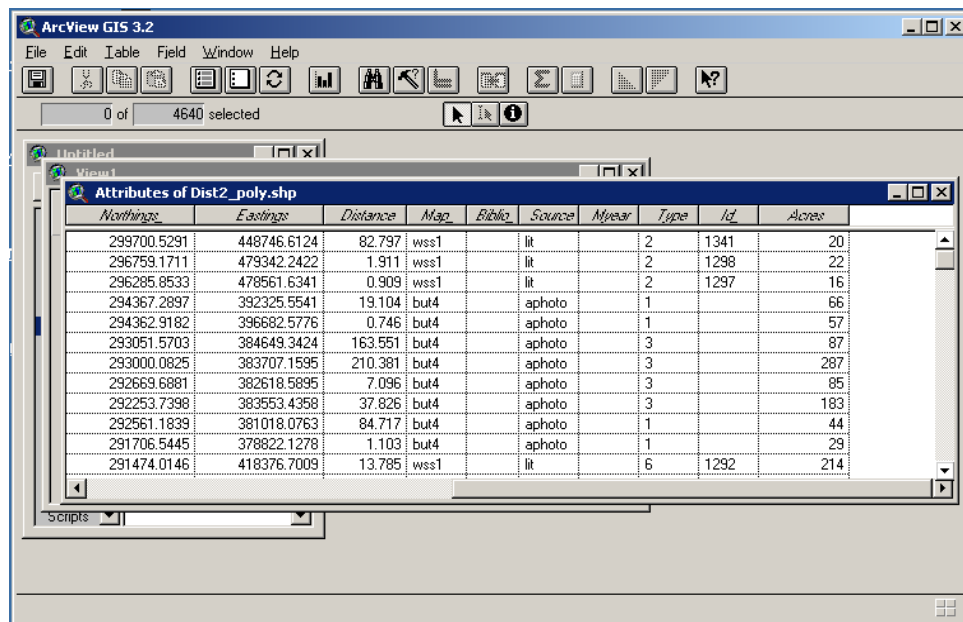 ArcView GIS 3.2
File Edit Table Field Window Help
0 of 4640 selected
Untitled
View1
Attributes of Dist2_poly.shp
Northings_ Eastings Distance Map_ Biblio_ Source Myear Type Id_ Acres
299700.5291 448746.6124 82.797 wss1 lit 2 1341 20
296759.1711 479342.2422 1.911 wss1 lit 2 1298 22
296285.8533 478561.6341 0.909 wss1 lit 2 1297 16
294367.2897 392325.5541 19.104 but4 aphoto 1 66
294362.9182 396682.5776 0.746 but4 aphoto 1 57
293051.5703 384649.3424 163.551 but4 aphoto 3 87
293000.0825 383707.1595 210.381 but4 aphoto 3 287
292669.6881 382618.5895 7.096 but4 aphoto 3 85
292253.7398 383553.4358 37.826 but4 aphoto 3 183
292561.1839 381018.0763 84.717 but4 aphoto 1 44
291706.5445 378822.1278 1.103 but4 aphoto 1 29
291474.0146 418376.7009 13.785 wss1 lit 6 1292 214
Scripts